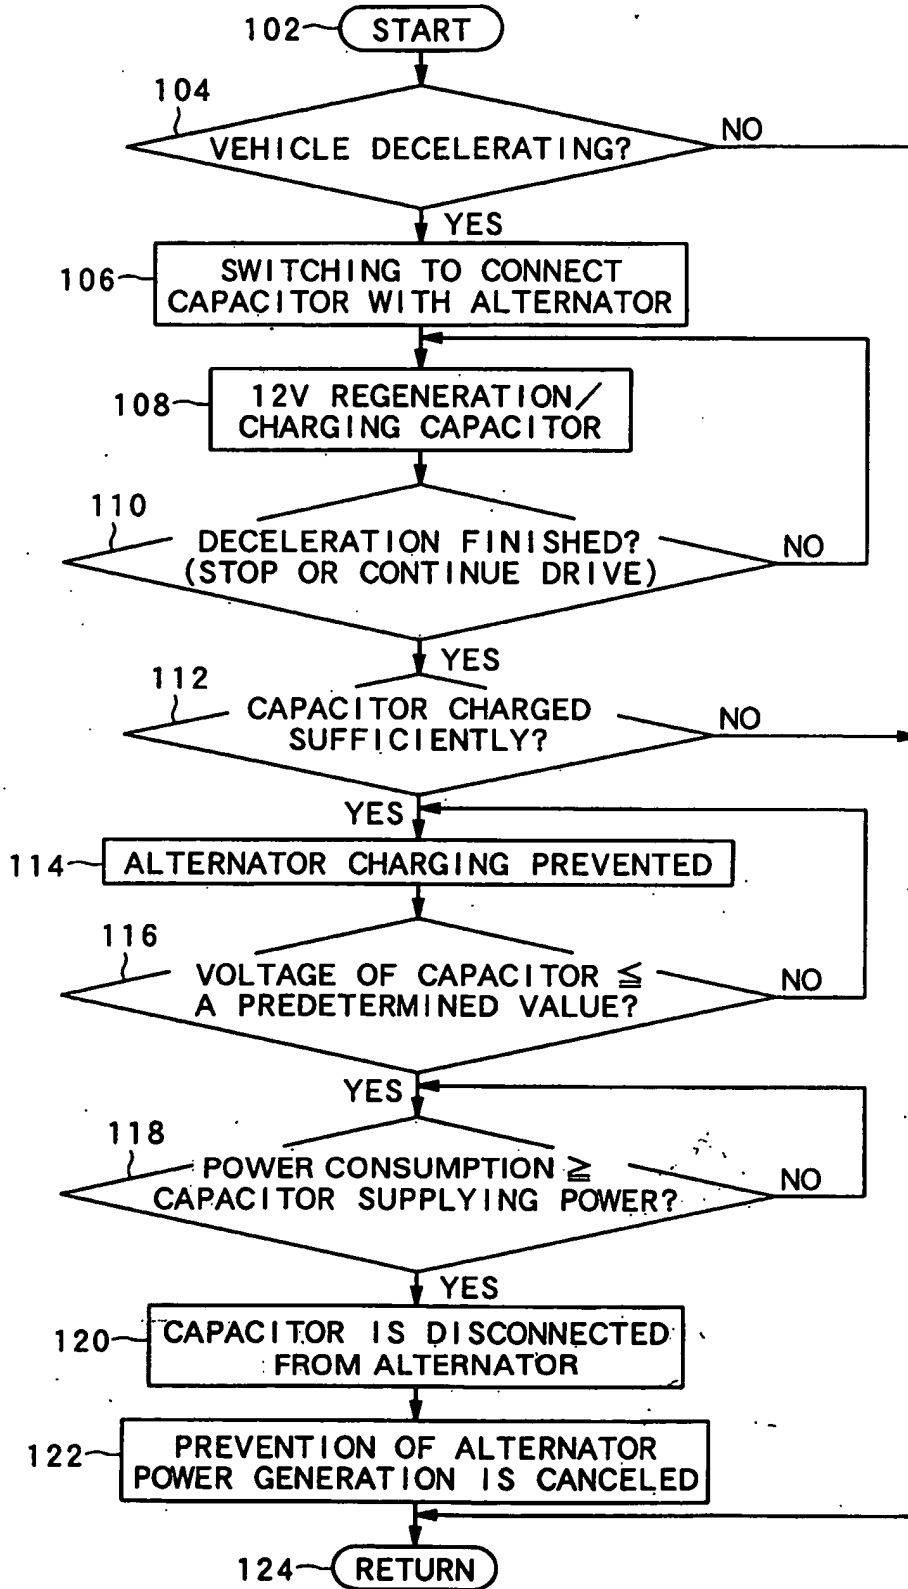 102
START
104
VEHICLE DECELERATING?
NO
YES
106
SWITCHING TO CONNECT
CAPACITOR WITH ALTERNATOR
108
12V REGENERATION/
CHARGING CAPACITOR
110
DECELERATION FINISHED?
(STOP OR CONTINUE DRIVE)
NO
YES
112
CAPACITOR CHARGED
SUFFICIENTLY?
NO
YES
114
ALTERNATOR CHARGING PREVENTED
116
VOLTAGE OF CAPACITOR ≦
A PREDETERMINED VALUE?
NO
YES
118
POWER CONSUMPTION ≧
CAPACITOR SUPPLYING POWER?
NO
YES
120
CAPACITOR IS DISCONNECTED
FROM ALTERNATOR
122
PREVENTION OF ALTERNATOR
POWER GENERATION IS CANCELED
124
RETURN